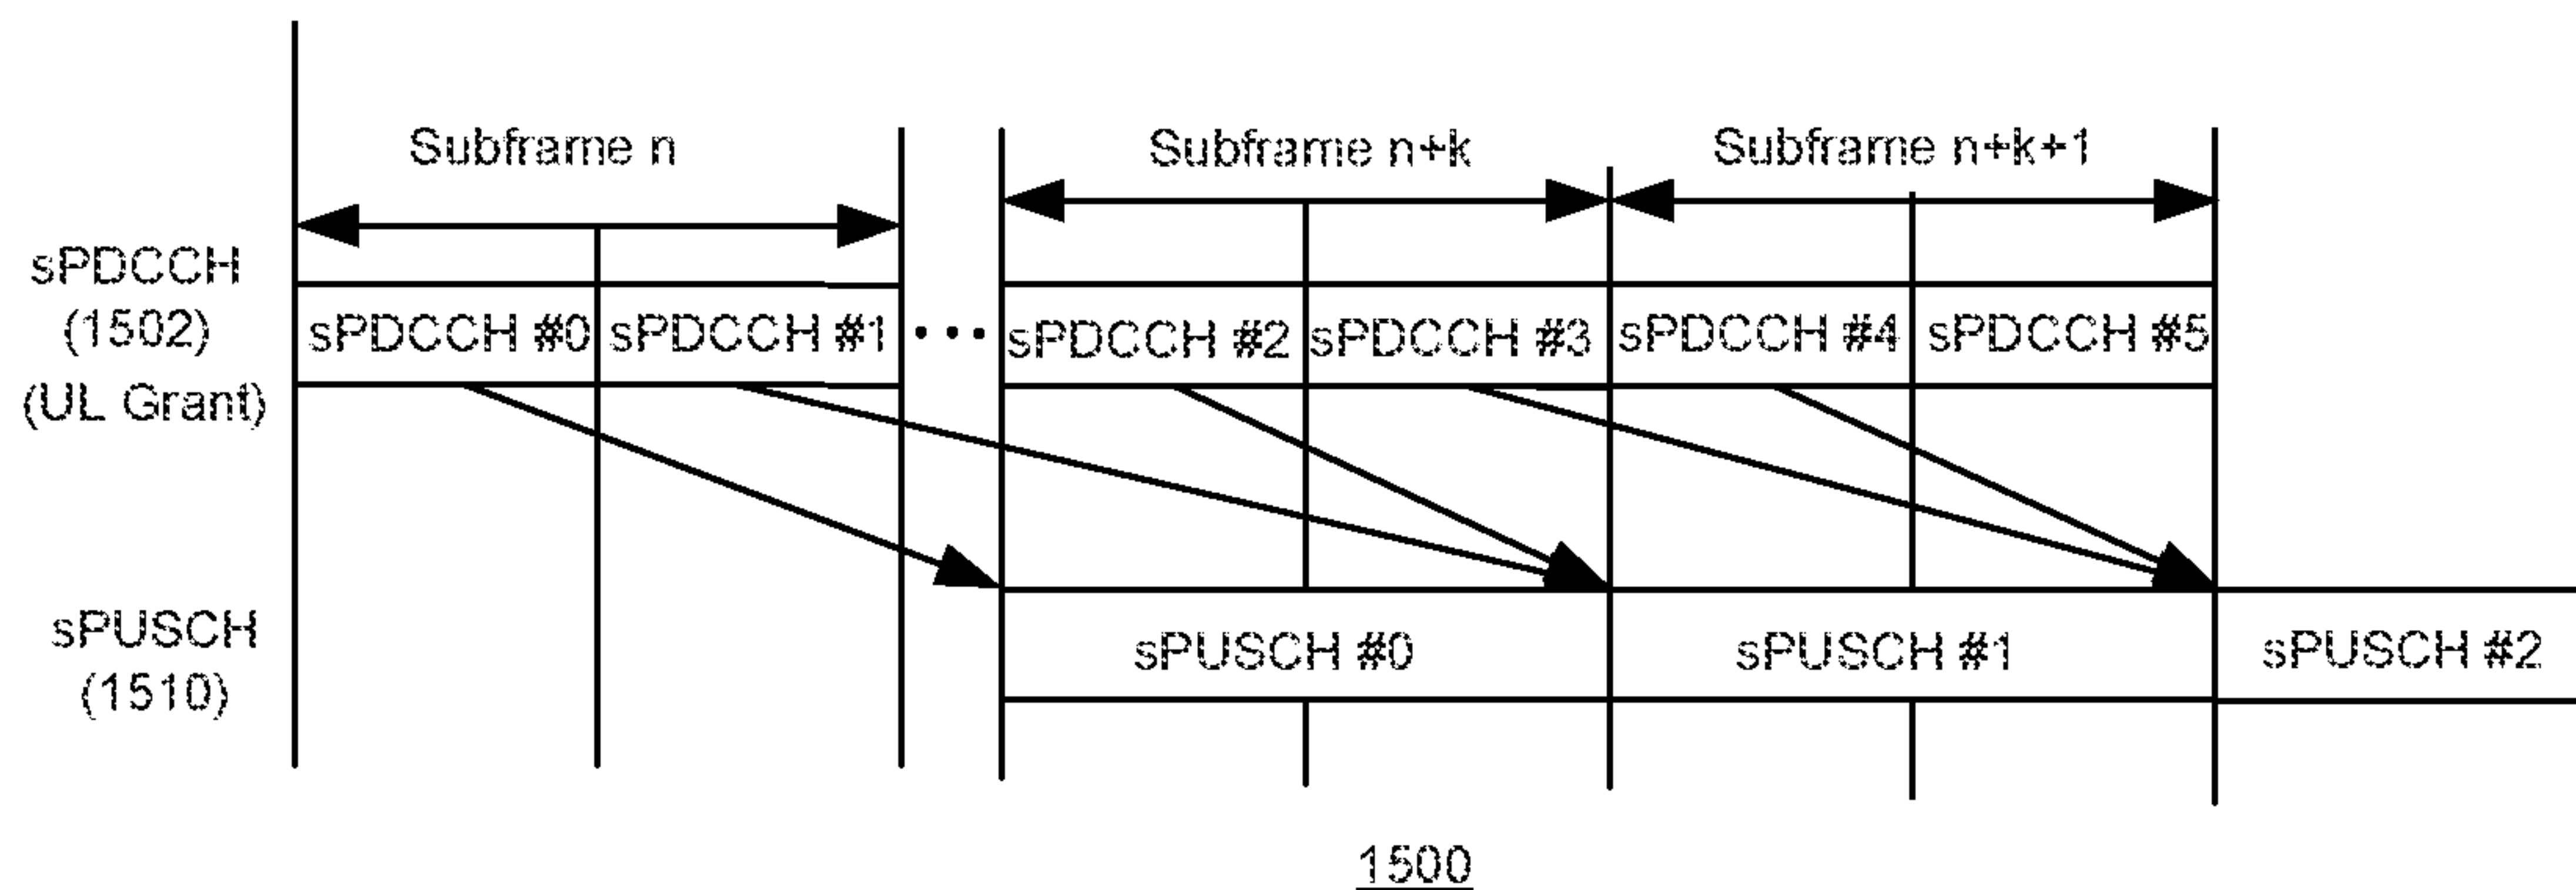 Subframe n
Subframe n+k
Subframe n+k+1
sPDCCH
(1502)
(UL Grant)
sPDCCH #0
sPDCCH #1
...
sPDCCH #2
sPDCCH #3
sPDCCH #4
sPDCCH #5
sPUSCH
(1510)
sPUSCH #0
sPUSCH #1
sPUSCH #2
1500